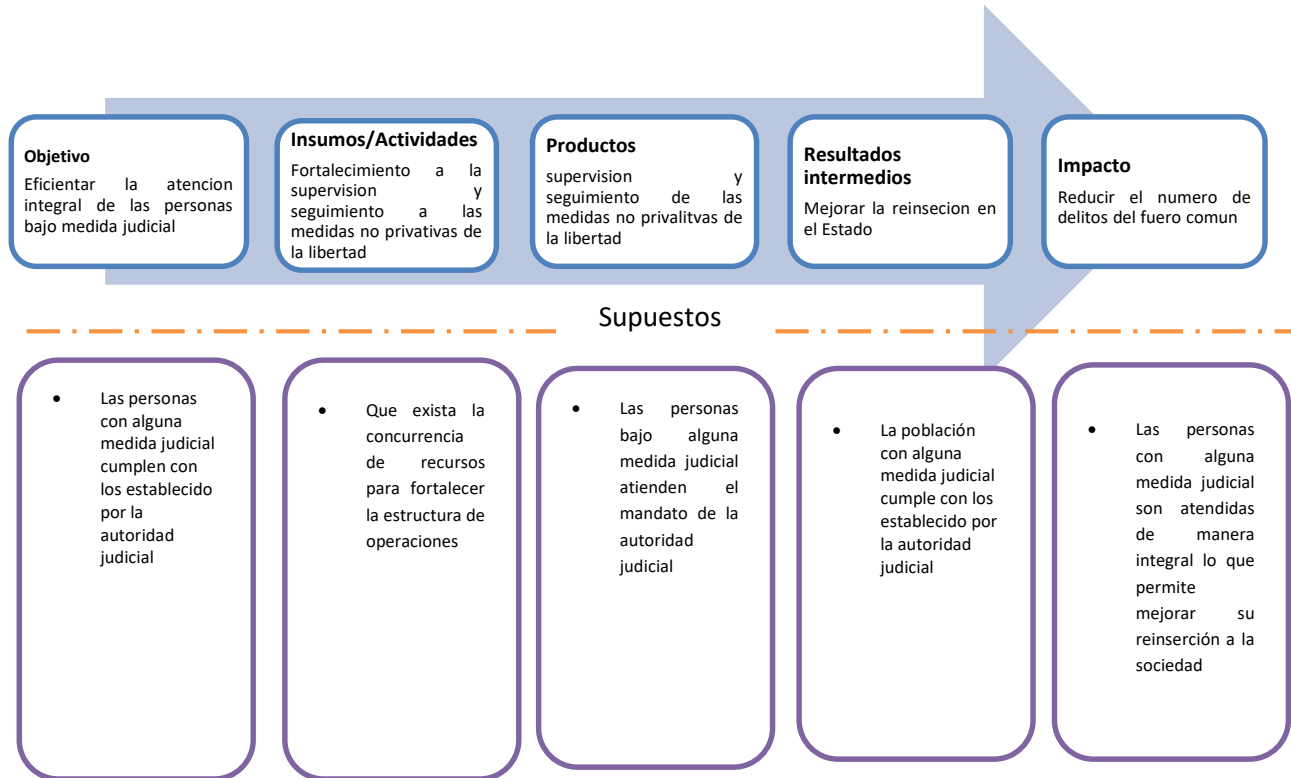 Objetivo
Eficientar la atencion
integral de las personas
bajo medida judicial
Insumos/Actividades
Fortalecimiento a la
supervision y
seguimiento a las
medidas no privativas de
la libertad
Productos
supervision y
seguimiento de las
medidas no privalitvas de
la libertad
Resultados
intermedios
Mejorar la reinsecion en
el Estado
Impacto
Reducir el numero de
delitos del fuero comun
Supuestos
• Las personas
con alguna
medida judicial
cumplen con
los establecido
por la
autoridad
judicial
• Que exista la
concurrencia
de recursos
para fortalecer
la estructura de
operaciones
• Las personas
bajo alguna
medida judicial
atienden el
mandato de la
autoridad
judicial
• La población
con alguna
medida judicial
cumple con los
establecido por
la autoridad
judicial
• Las personas
con alguna
medida judicial
son atendidas
de manera
integral lo que
permite
mejorar su
reinserción a la
sociedad